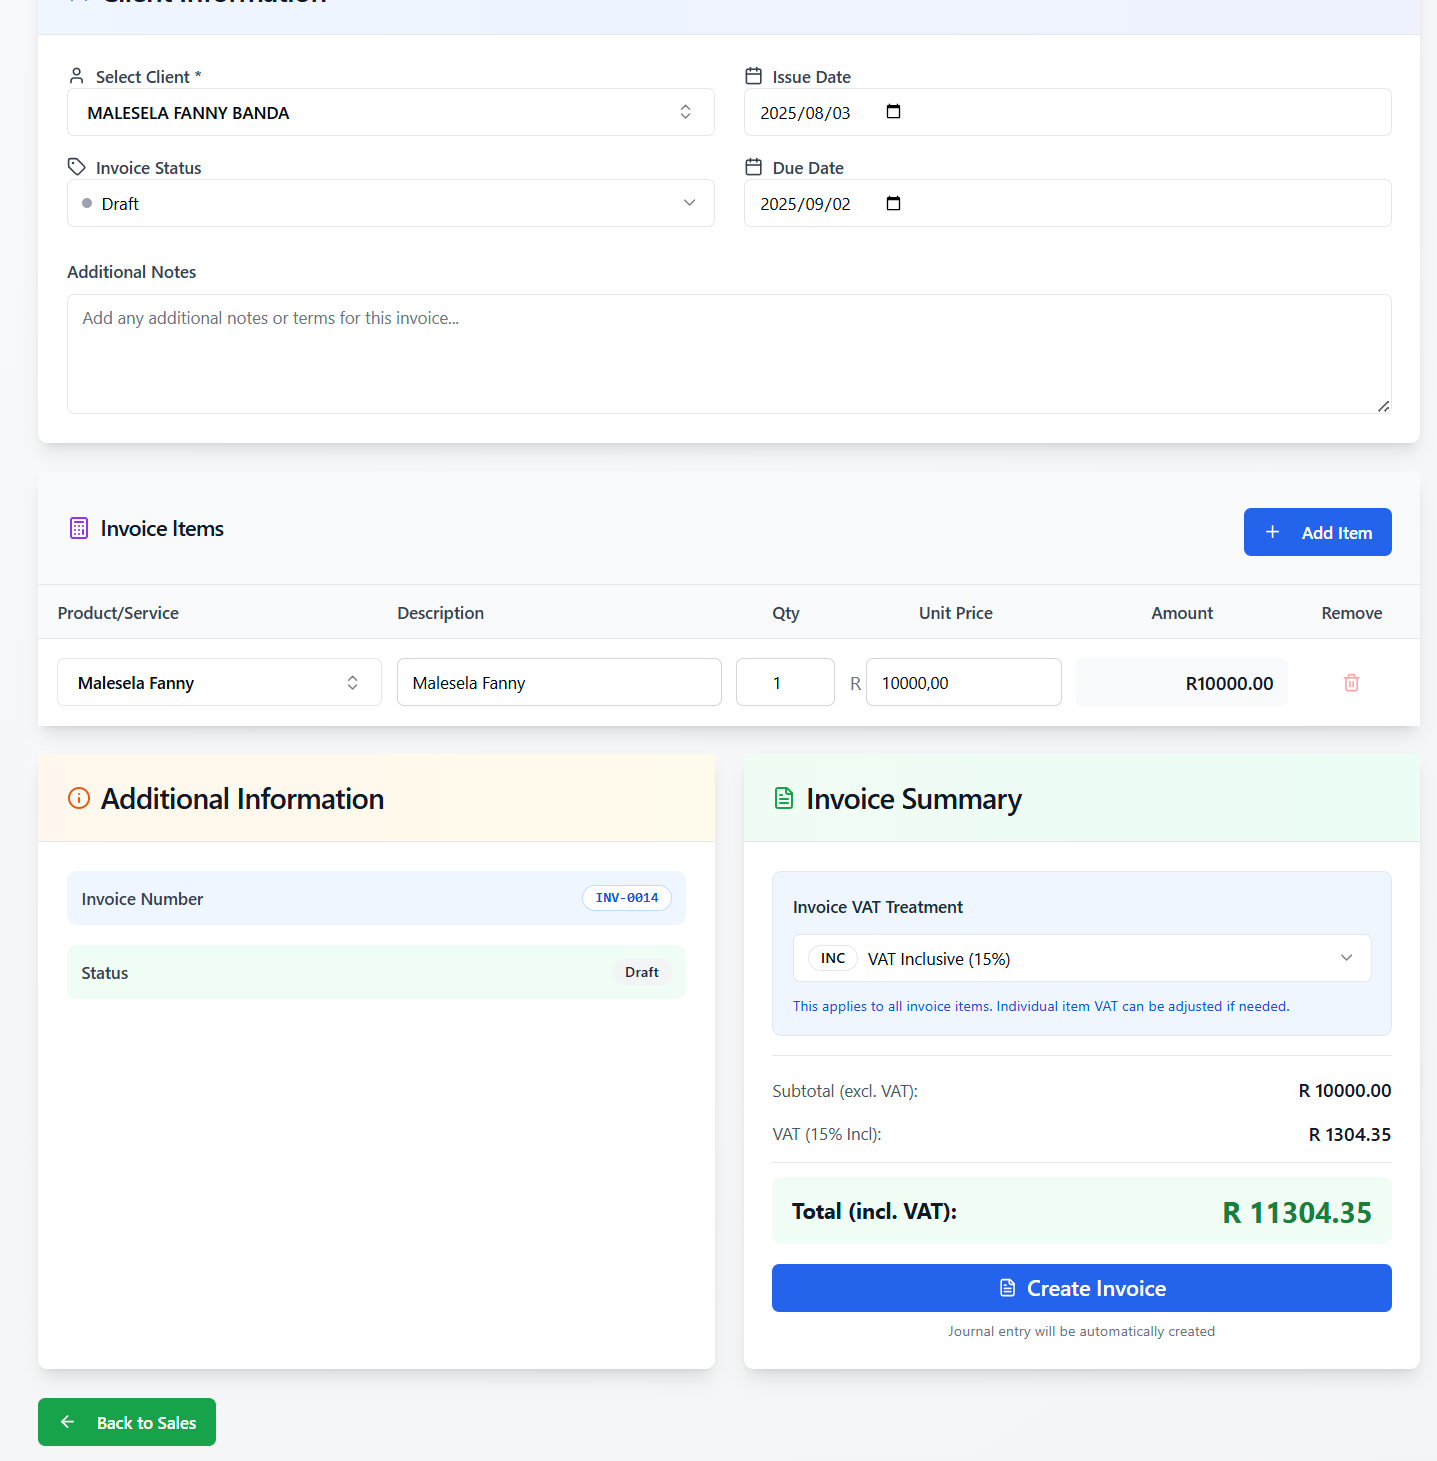 Client Information
Select Client *
Issue Date
MALESELA FANNY BANDA
2025/08/03
Invoice Status
Due Date
Draft
2025/09/02
Additional Notes
Add any additional notes or terms for this invoice...
Invoice Items
Add Item
Product/Service Description Qty Unit Price Amount Remove
Malesela Fanny Malesela Fanny 1 R 10000,00 R10000.00
Additional Information
Invoice Number INV-0014
Status Draft
Invoice Summary
Invoice VAT Treatment
INC VAT Inclusive (15%)
This applies to all invoice items. Individual item VAT can be adjusted if needed.
Subtotal (excl. VAT): R 10000.00
VAT (15% Incl): R 1304.35
Total (incl. VAT): R 11304.35
Create Invoice
Journal entry will be automatically created
Back to Sales